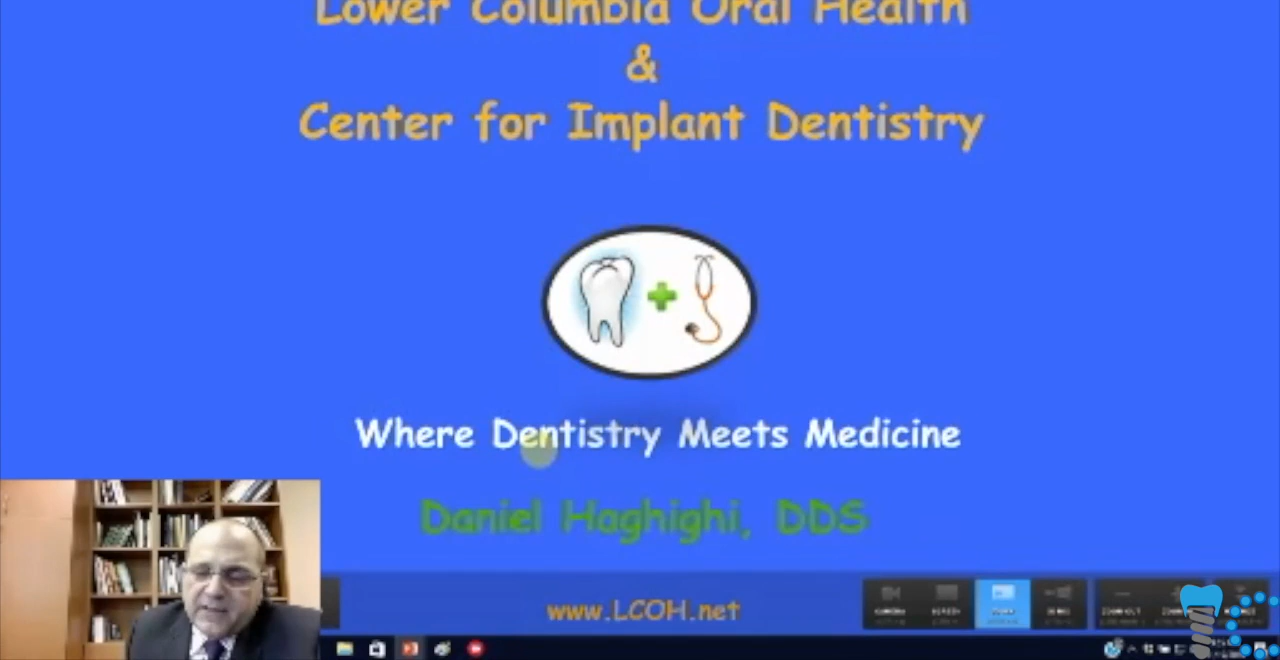 Lower Columbia Oral Health
&
Center for Implant Dentistry
Where Dentistry Meets Medicine
Daniel Haghighi, DDS
www.LCOH.net